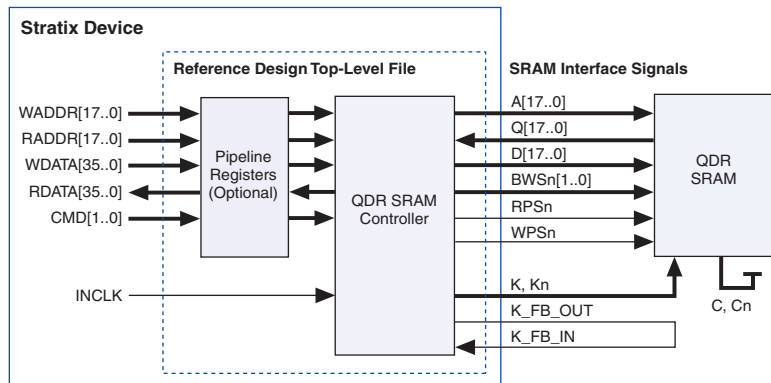 Stratix Device
Reference Design Top-Level File
SRAM Interface Signals
WADDR[17..0]
RADDR[17..0]
WDATA[35..0]
RDATA[35..0]
CMD[1..0]
INCLK
Pipeline
Registers
(Optional)
QDR SRAM
Controller
A[17..0]
Q[17..0]
D[17..0]
BWSn[1..0]
RPSn
WPSn
K, Kn
K_FB_OUT
K_FB_IN
QDR
SRAM
C, Cn